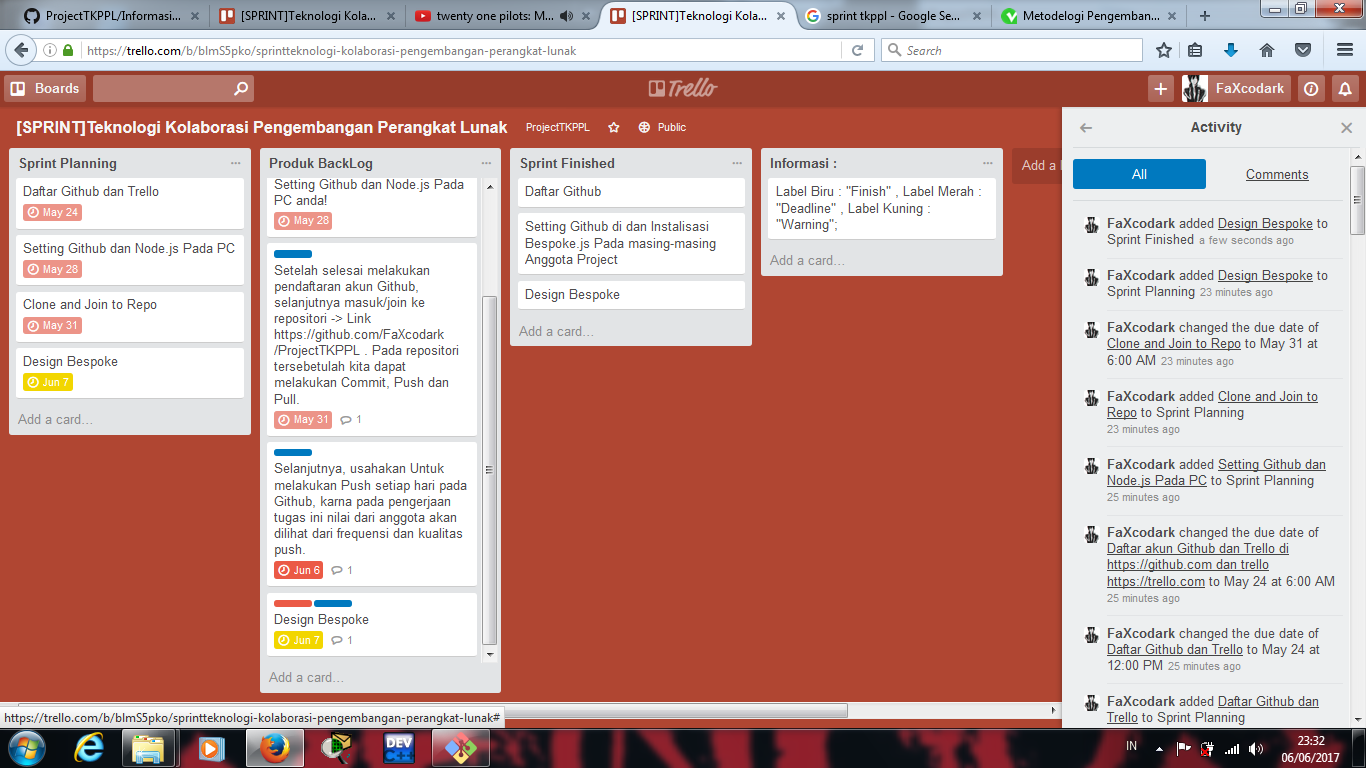 ProjectTKPPL/Informasi...
[SPRINT]Teknologi Kola...
twenty one pilots: M...
[SPRINT]Teknologi Kola...
sprint tkppl - Google Se...
Metodelogi Pengemban...
https://trello.com/b/blmS5pko/sprintteknologi-kolaborasi-pengembangan-perangkat-lunak
Search
Boards
Trello
FaXcodark
[SPRINT]Teknologi Kolaborasi Pengembangan Perangkat Lunak
ProjectTKPPL
Public
Sprint Planning
Daftar Github dan Trello
May 24
Setting Github dan Node.js Pada PC
May 28
Clone and Join to Repo
May 31
Design Bespoke
Jun 7
Add a card...
Produk BackLog
Setting Github dan Node.js Pada
PC anda!
May 28
Setelah selesai melakukan
pendaftaran akun Github,
selanjutnya masuk/join ke
repositori -> Link
https://github.com/FaXcodark
/ProjectTKPPL . Pada repositori
tersebetulah kita dapat
melakukan Commit, Push dan
Pull.
May 31
1
Selanjutnya, usahakan Untuk
melakukan Push setiap hari pada
Github, karna pada pengerjaan
tugas ini nilai dari anggota akan
dilihat dari frekuensi dan kualitas
push.
Jun 6
1
Design Bespoke
Jun 7
1
Add a card...
Sprint Finished
Daftar Github
Setting Github di dan Instalisasi
Bespoke.js Pada masing-masing
Anggota Project
Design Bespoke
Add a card...
Informasi :
Label Biru : "Finish" , Label Merah :
"Deadline" , Label Kuning :
"Warning";
Add a card...
Add a l
Activity
All
Comments
FaXcodark added Design Bespoke to
Sprint Finished a few seconds ago
FaXcodark added Design Bespoke to
Sprint Planning 23 minutes ago
FaXcodark changed the due date of
Clone and Join to Repo to May 31 at
6:00 AM 23 minutes ago
FaXcodark added Clone and Join to
Repo to Sprint Planning
23 minutes ago
FaXcodark added Setting Github dan
Node.js Pada PC to Sprint Planning
25 minutes ago
FaXcodark changed the due date of
Daftar akun Github dan Trello di
https://github.com dan trello
https://trello.com to May 24 at 6:00 AM
25 minutes ago
FaXcodark changed the due date of
Daftar Github dan Trello to May 24 at
12:00 PM 25 minutes ago
FaXcodark added Daftar Github dan
Trello to Sprint Planning
https://trello.com/b/blmS5pko/sprintteknologi-kolaborasi-pengembangan-perangkat-lunak#
DEV
C++
IN
23:32
06/06/2017